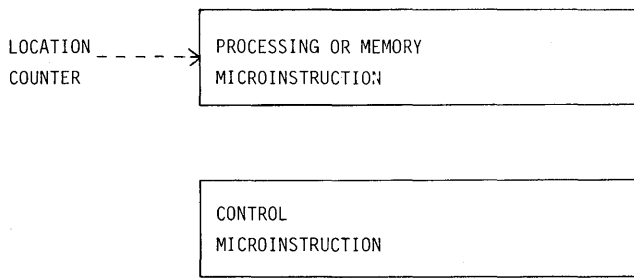 LOCATION
COUNTER
PROCESSING OR MEMORY
MICROINSTRUCTION
CONTROL
MICROINSTRUCTION